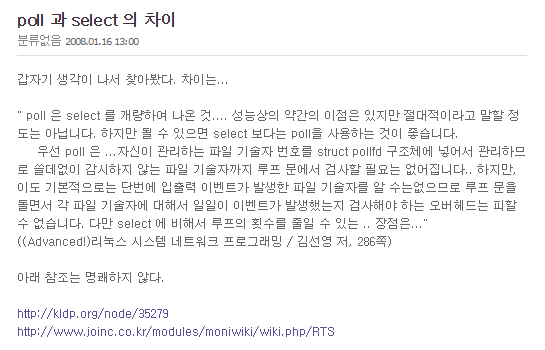 poll 과 select 의 차이
분류없음 2008.01.16 13:00
갑자기 생각이 나서 찾아봤다. 차이는...
" poll 은 select 를 개량하여 나온 것.... 성능상의 약간의 이점은 있지만 절대적이라고 말할 정
도는 아닙니다. 하지만 될 수 있으면 select 보다는 poll을 사용하는 것이 좋습니다.
우선 poll 은 ...자신이 관리하는 파일 기술자 번호를 struct pollfd 구조체에 넣어서 관리하므
로 쓸데없이 감시하지 않는 파일 기술자까지 루프 문에서 검사할 필요는 없어집니다.. 하지만,
이도 기본적으로는 단번에 입출력 이벤트가 발생한 파일 기술자를 알 수는없으므로 루프 문을
돌면서 각 파일 기술자에 대해서 일일이 이벤트가 발생했는지 검사해야 하는 오버헤드는 피할
수 없습니다. 다만 select 에 비해서 루프의 횟수를 줄일 수 있는 .. 장점은..."
((Advanced!)리눅스 시스템 네트워크 프로그래밍 / 김선영 저, 286쪽)
아래 참조는 명쾌하지 않다.
http://kldp.org/node/35279
http://www.joinc.co.kr/modules/moniwiki/wiki.php/RTS